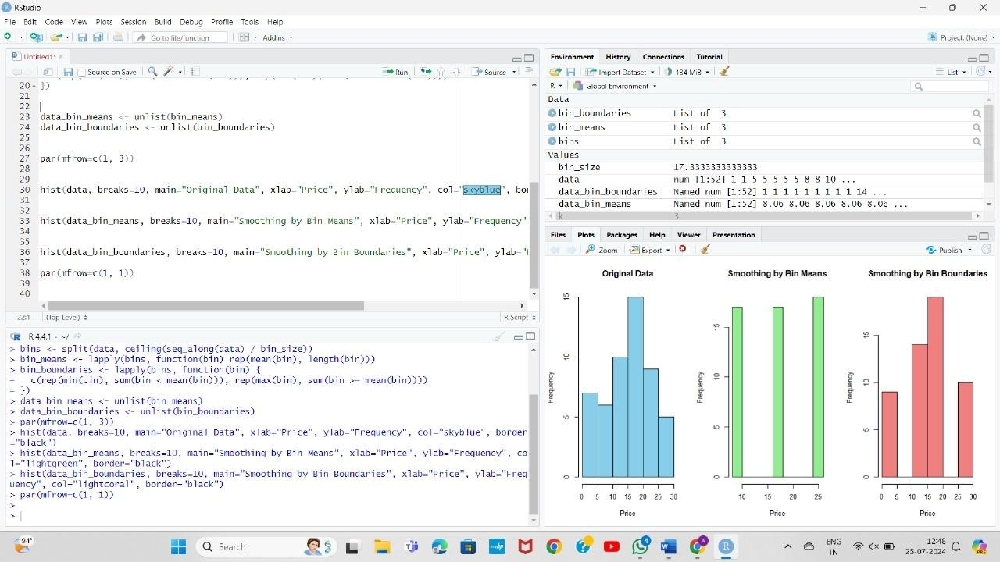 RStudio
File Edit Code View Plots Session Build Debug Profile Tools Help
Go to file/function Addins Project: (None)
Untitled1*
Source on Save Run Source
20 })
21
22
23 data_bin_means <- unlist(bin_means)
24 data_bin_boundaries <- unlist(bin_boundaries)
25
26
27 par(mfrow=c(1, 3))
28
29
30 hist(data, breaks=10, main="Original Data", xlab="Price", ylab="Frequency", col="skyblue", bor
31
32
33 hist(data_bin_means, breaks=10, main="Smoothing by Bin Means", xlab="Price", ylab="Frequency"
34
35
36 hist(data_bin_boundaries, breaks=10, main="Smoothing by Bin Boundaries", xlab="Price", ylab="
37
38 par(mfrow=c(1, 1))
39
40
22:1 (Top Level) R Script
R 4.4.1 · ~/
> bins <- split(data, ceiling(seq_along(data) / bin_size))
> bin_means <- lapply(bins, function(bin) rep(mean(bin), length(bin)))
> bin_boundaries <- lapply(bins, function(bin) {
+ c(rep(min(bin), sum(bin < mean(bin))), rep(max(bin), sum(bin >= mean(bin))))
+ })
> data_bin_means <- unlist(bin_means)
> data_bin_boundaries <- unlist(bin_boundaries)
> par(mfrow=c(1, 3))
> hist(data, breaks=10, main="Original Data", xlab="Price", ylab="Frequency", col="skyblue", border
="black")
> hist(data_bin_means, breaks=10, main="Smoothing by Bin Means", xlab="Price", ylab="Frequency", co
l="lightgreen", border="black")
> hist(data_bin_boundaries, breaks=10, main="Smoothing by Bin Boundaries", xlab="Price", ylab="Freq
uency", col="lightcoral", border="black")
> par(mfrow=c(1, 1))
>
>
Environment History Connections Tutorial
Import Dataset 134 MiB List
R Global Environment
Data
bin_boundaries List of 3
bin_means List of 3
bins List of 3
Values
bin_size 17.3333333333333
data num [1:52] 1 1 5 5 5 5 5 8 8 10 ...
data_bin_boundaries Named num [1:52] 1 1 1 1 1 1 1 1 1 14 ...
data_bin_means Named num [1:52] 8.06 8.06 8.06 8.06 8.06 ...
k 3
Files Plots Packages Help Viewer Presentation
Zoom Export Publish
Original Data
Frequency
0 5 10 15
0 5 10 15 20 25 30
Price
Smoothing by Bin Means
Frequency
0 5 10 15
10 15 20 25
Price
Smoothing by Bin Boundaries
Frequency
0 5 10 15
0 5 10 15 20 25 30
Price
94°
Search
4
A
ENG
IN
12:48
25-07-2024
PRE